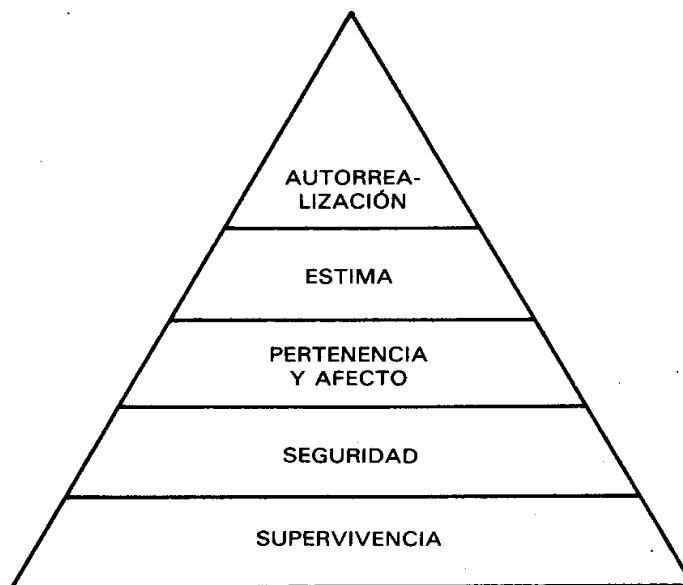 AUTORREA-
LIZACIÓN
ESTIMA
PERTENENCIA
Y AFECTO
SEGURIDAD
SUPERVIVENCIA